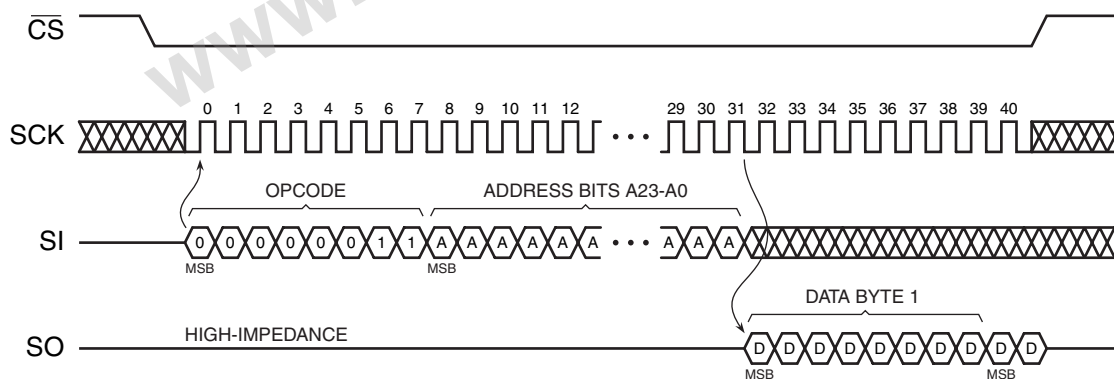 www.
CS
0 1 2 3 4 5 6 7 8 9 10 11 12 29 30 31 32 33 34 35 36 37 38 39 40
SCK
OPCODE ADDRESS BITS A23-A0
SI 0 0 0 0 0 0 1 1 A A A A A A A A A
MSB MSB
DATA BYTE 1
HIGH-IMPEDANCE
SO D D D D D D D D D D
MSB MSB